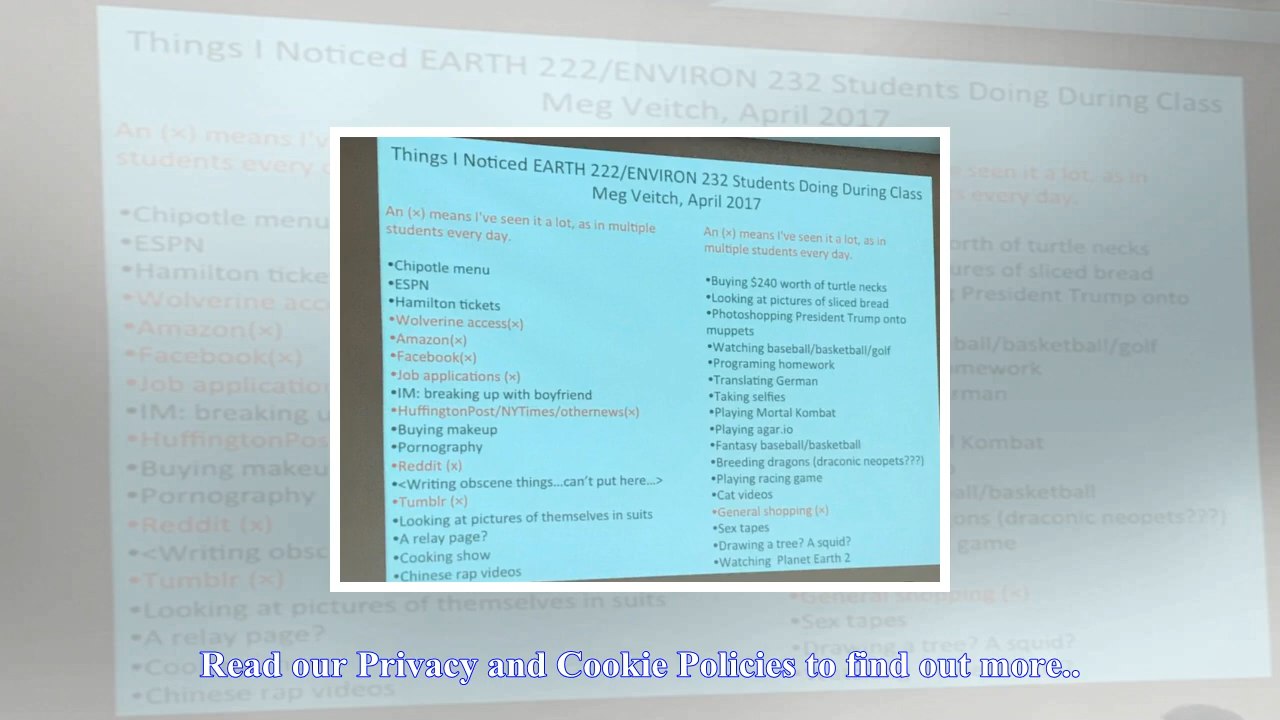 Things I Noticed EARTH 222/ENVIRON 232 Students Doing During Class
Meg Veitch, April 2017
An (×) means I've seen it a lot, as in multiple
students every day.
•Chipotle menu
•ESPN
•Hamilton tickets
•Wolverine access(×)
•Amazon(×)
•Facebook(×)
•Job applications (×)
•IM: breaking up with boyfriend
•HuffingtonPost/NYTimes/othernews(×)
•Buying makeup
•Pornography
•Reddit (×)
•<Writing obscene things...can't put here...>
•Tumblr (×)
•Looking at pictures of themselves in suits
•A relay page?
•Cooking show
•Chinese rap videos
An (×) means I've seen it a lot, as in
multiple students every day.
•Buying $240 worth of turtle necks
•Looking at pictures of sliced bread
•Photoshopping President Trump onto
muppets
•Watching baseball/basketball/golf
•Programing homework
•Translating German
•Taking selfies
•Playing Mortal Kombat
•Playing agar.io
•Fantasy baseball/basketball
•Breeding dragons (draconic neopets???)
•Playing racing game
•Cat videos
•General shopping (×)
•Sex tapes
•Drawing a tree? A squid?
•Watching Planet Earth 2
Read our Privacy and Cookie Policies to find out more..